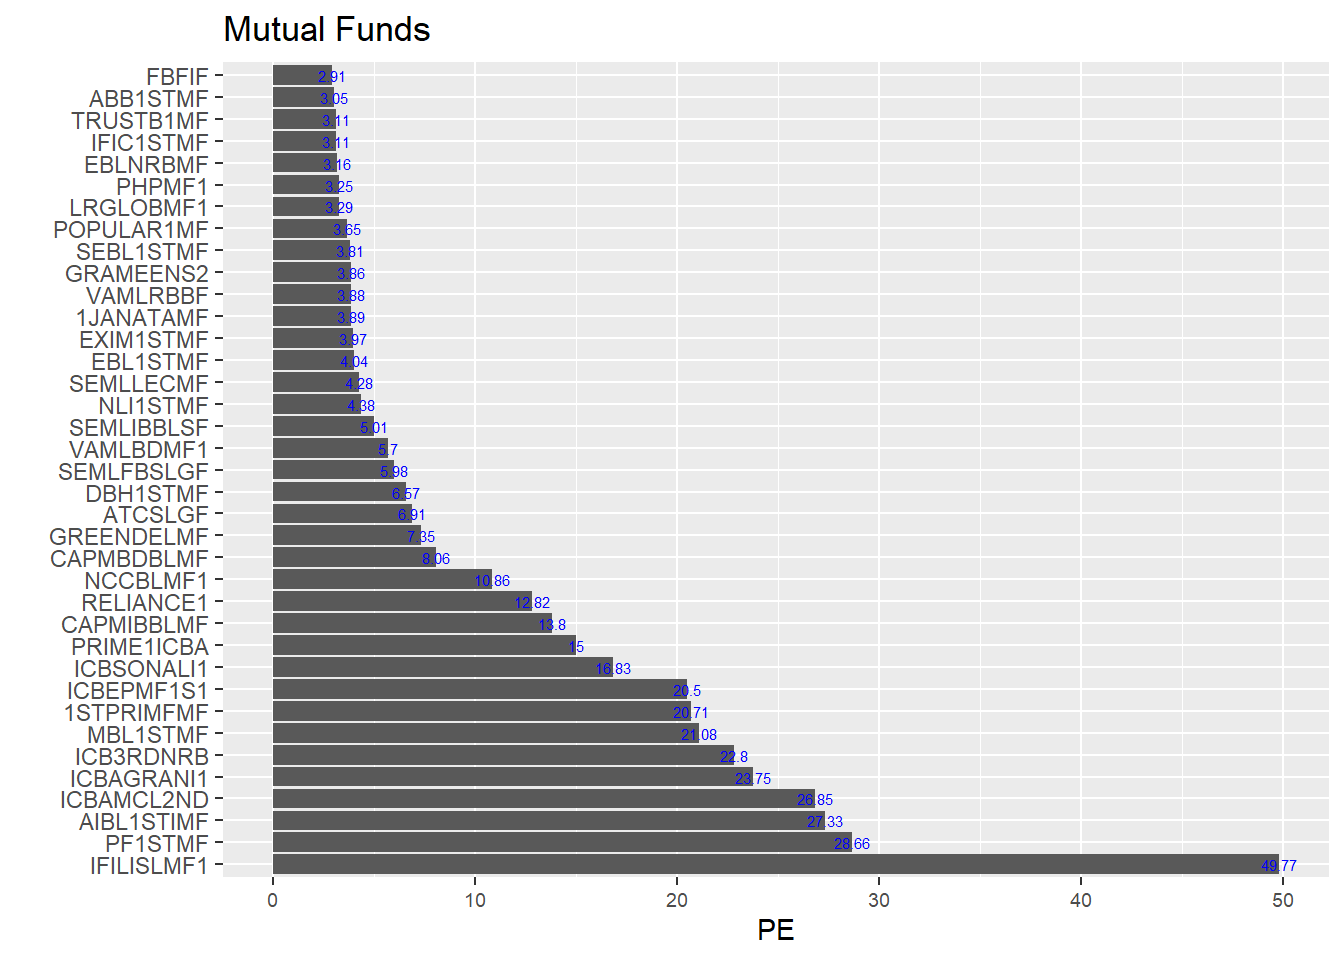 Mutual Funds
FBFIF 2.91
ABB1STMF 3.05
TRUSTB1MF 3.11
IFIC1STMF 3.11
EBLNRBMF 3.16
PHPMF1 3.25
LRGLOBMF1 3.29
POPULAR1MF 3.65
SEBL1STMF 3.81
GRAMEENS2 3.86
VAMLRBBF 3.88
1JANATAMF 3.89
EXIM1STMF 3.97
EBL1STMF 4.04
SEMLLECMF 4.28
NLI1STMF 4.38
SEMLIBBLSF 5.01
VAMLBDMF1 5.7
SEMLFBSLGF 5.98
DBH1STMF 6.57
ATCSLGF 6.91
GREENDELMF 7.35
CAPMBDBLMF 8.06
NCCBLMF1 10.86
RELIANCE1 12.82
CAPMIBBLMF 13.8
PRIME1ICBA 15
ICBSONALI1 16.83
ICBEPMF1S1 20.5
1STPRIMFMF 20.71
MBL1STMF 21.08
ICB3RDNRB 22.8
ICBAGRANI1 23.75
ICBAMCL2ND 26.85
AIBL1STIMF 27.33
PF1STMF 28.66
IFILISLMF1 49.77
0 10 20 30 40 50
PE